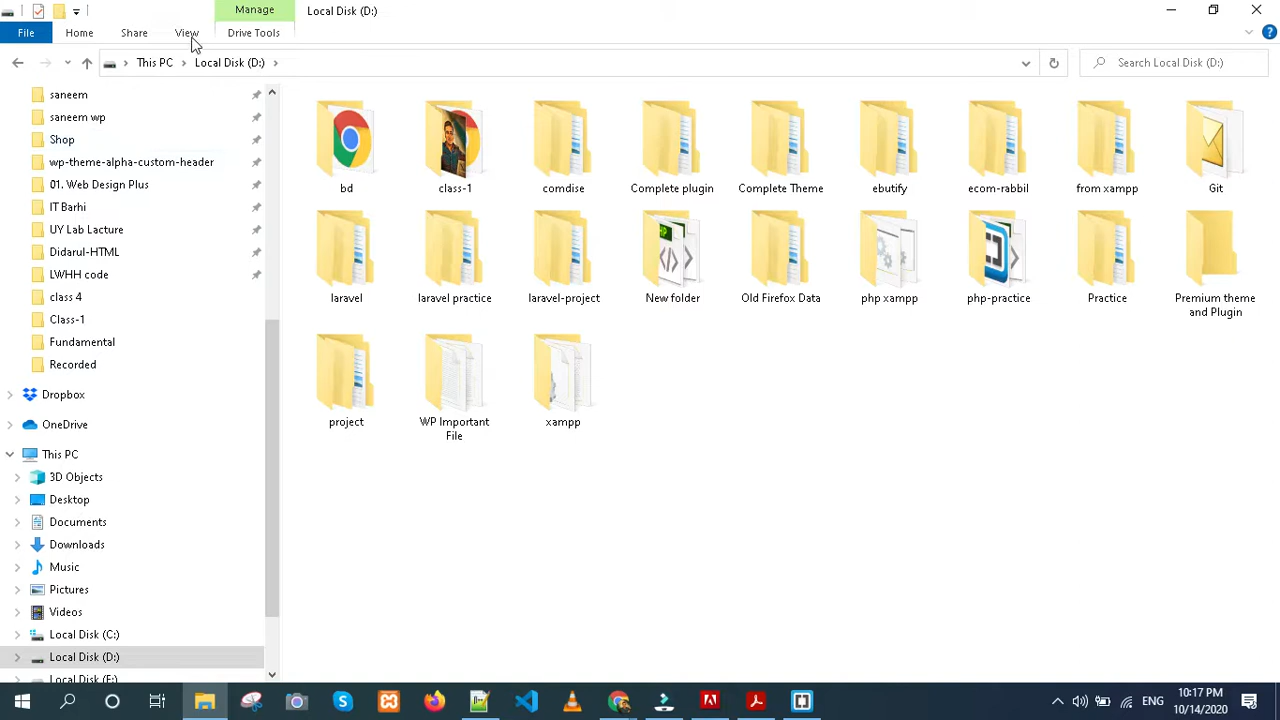 Manage
Local Disk (D:)
File
Home
Share
View
Drive Tools
This PC
Local Disk (D:)
Search Local Disk (D:)
saneem
saneem wp
Shop
wp-theme-alpha-custom-header
01. Web Design Plus
IT Barhi
UY Lab Lacture
Didarul-HTML
LWHH code
class 4
Class-1
Fundamental
Recorded
Dropbox
OneDrive
This PC
3D Objects
Desktop
Documents
Downloads
Music
Pictures
Videos
Local Disk (C:)
Local Disk (D:)
bd
class-1
comdise
Complete plugin
Complete Theme
ebutify
ecom-rabbil
from xampp
Git
laravel
laravel practice
laravel-project
New folder
Old Firefox Data
php xampp
php-practice
Practice
Premium theme
and Plugin
project
WP Important
File
xampp
ENG
10:17 PM
10/14/2020